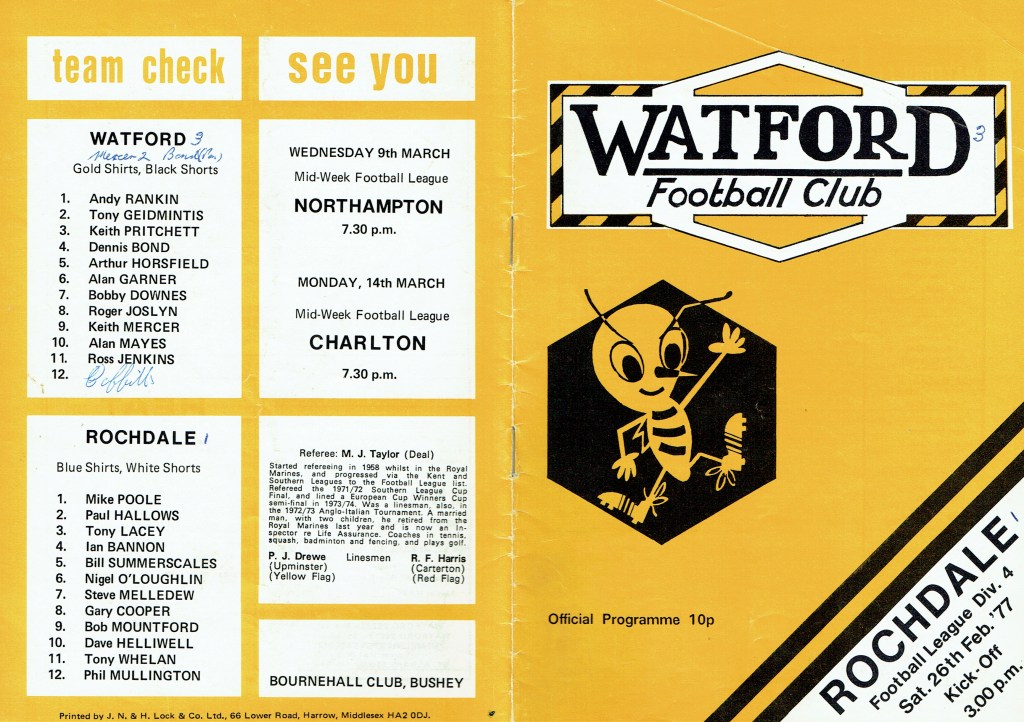 team check
WATFORD 3
Mercer 2 Bond (Pen)
Gold Shirts, Black Shorts
1. Andy RANKIN
2. Tony GEIDMINTIS
3. Keith PRITCHETT
4. Dennis BOND
5. Arthur HORSFIELD
6. Alan GARNER
7. Bobby DOWNES
8. Roger JOSLYN
9. Keith MERCER
10. Alan MAYES
11. Ross JENKINS
12.
ROCHDALE 1
Blue Shirts, White Shorts
1. Mike POOLE
2. Paul HALLOWS
3. Tony LACEY
4. Ian BANNON
5. Bill SUMMERSCALES
6. Nigel O'LOUGHLIN
7. Steve MELLEDEW
8. Gary COOPER
9. Bob MOUNTFORD
10. Dave HELLIWELL
11. Tony WHELAN
12. Phil MULLINGTON
Printed by J. N. & H. Lock & Co. Ltd., 66 Lower Road, Harrow, Middlesex HA2 0DJ.
see you
WEDNESDAY 9th MARCH
Mid-Week Football League
NORTHAMPTON
7.30 p.m.
MONDAY, 14th MARCH
Mid-Week Football League
CHARLTON
7.30 p.m.
Referee: M. J. Taylor (Deal)
Started refereeing in 1958 whilst in the Royal
Marines, and progressed via the Kent and
Southern Leagues to the Football League list.
Refereed the 1971/72 Southern League Cup
Final, and lined a European Cup Winners Cup
semi-final in 1973/74. Was a linesman, also, in
the 1972/73 Anglo-Italian Tournament. A married
man, with two children, he retired from the
Royal Marines last year and is now an In-
spector re Life Assurance. Coaches in tennis,
squash, badminton and fencing, and plays golf.
P. J. Drewe Linesmen R. F. Harris
(Upminster) (Carterton)
(Yellow Flag) (Red Flag)
BOURNEHALL CLUB, BUSHEY
WATFORD 3
Football Club
Official Programme 10p
ROCHDALE 1
Football League Div. 4
Sat. 26th Feb. '77
Kick-Off
3.00 p.m.